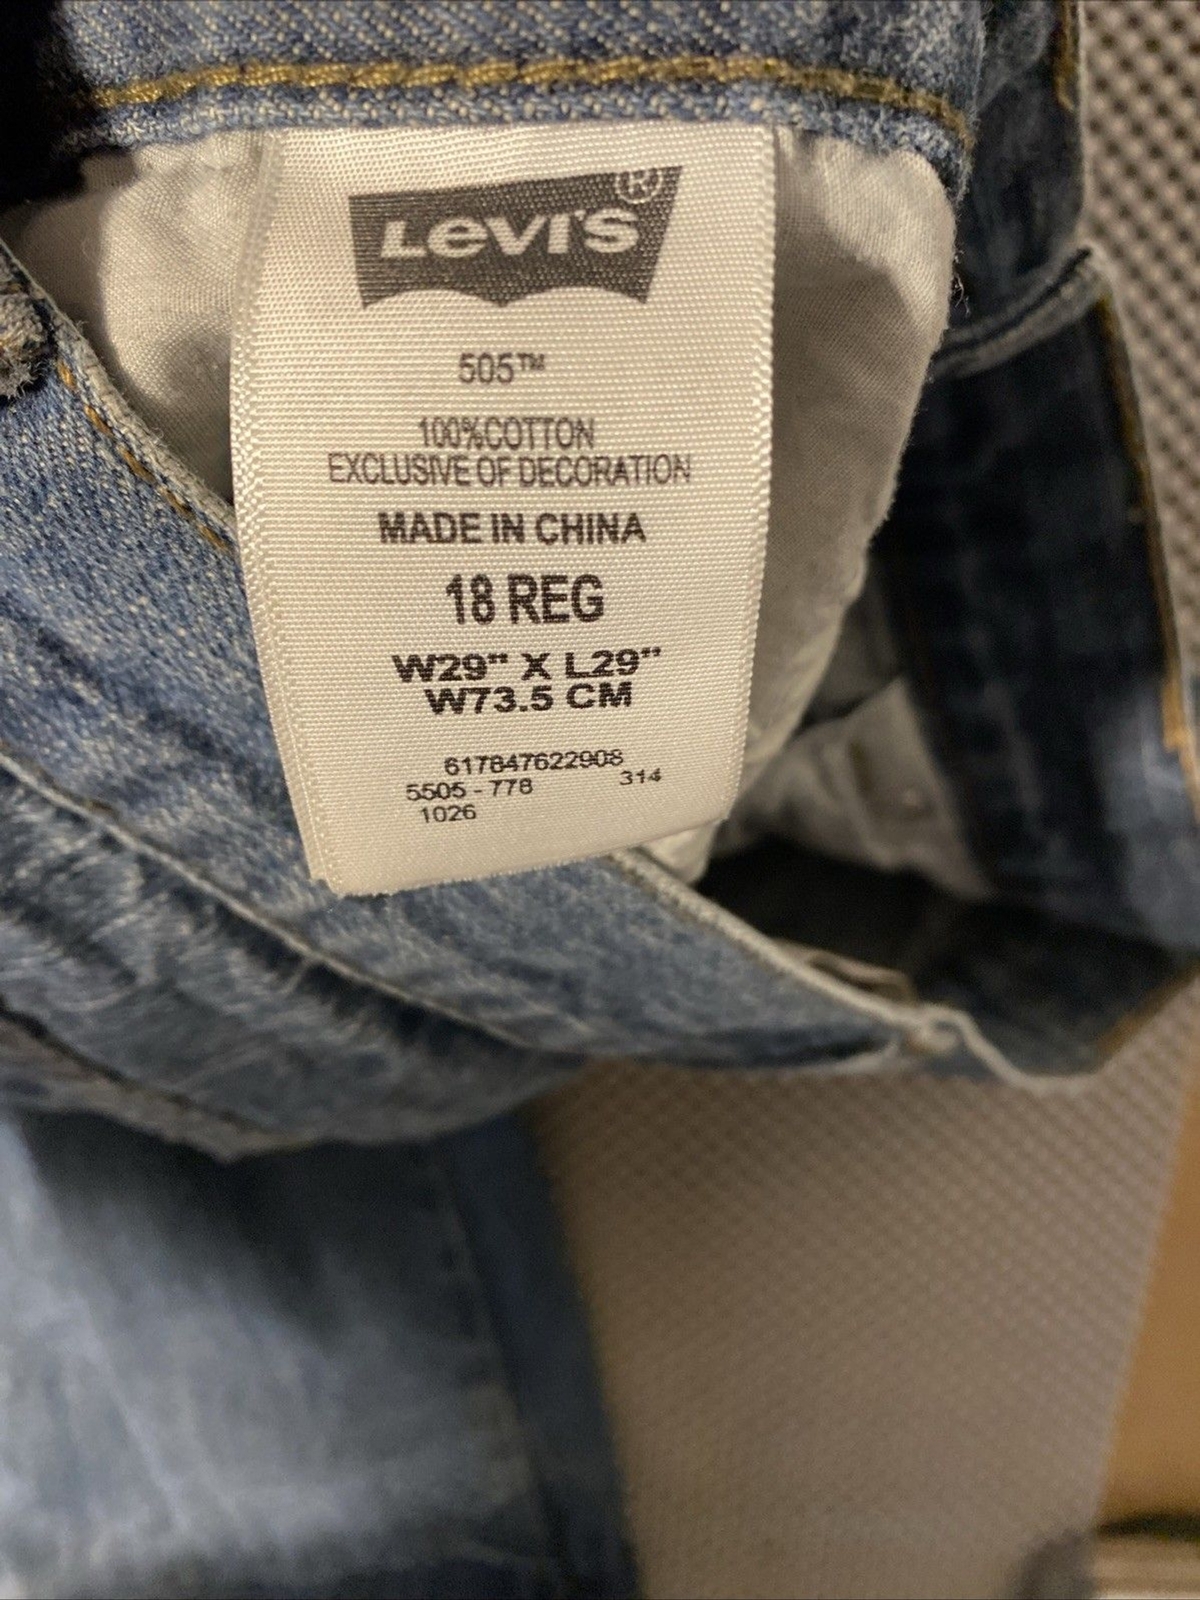 LEVI'S®
505™
100%COTTON
EXCLUSIVE OF DECORATION
MADE IN CHINA
18 REG
W29" X L29"
W73.5 CM
617847622908
5505 - 778 314
1026